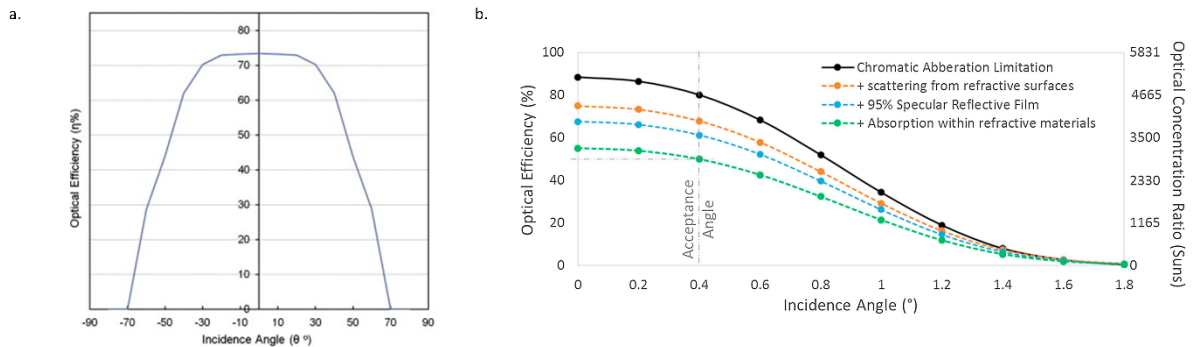 a.
80
70
60
50
40
30
20
10
0
Optical Efficiency (η%)
-90 -70 -50 -30 -10 10 30 50 70 90
Incidence Angle (θ º)
b.
100
80
60
40
20
0
Optical Efficiency (%)
Chromatic Abberation Limitation
+ scattering from refractive surfaces
+ 95% Specular Reflective Film
+ Absorption within refractive materials
Acceptance
Angle
5831
4665
3500
2330
1165
0
Optical Concentration Ratio (Suns)
0 0.2 0.4 0.6 0.8 1 1.2 1.4 1.6 1.8
Incidence Angle (°)